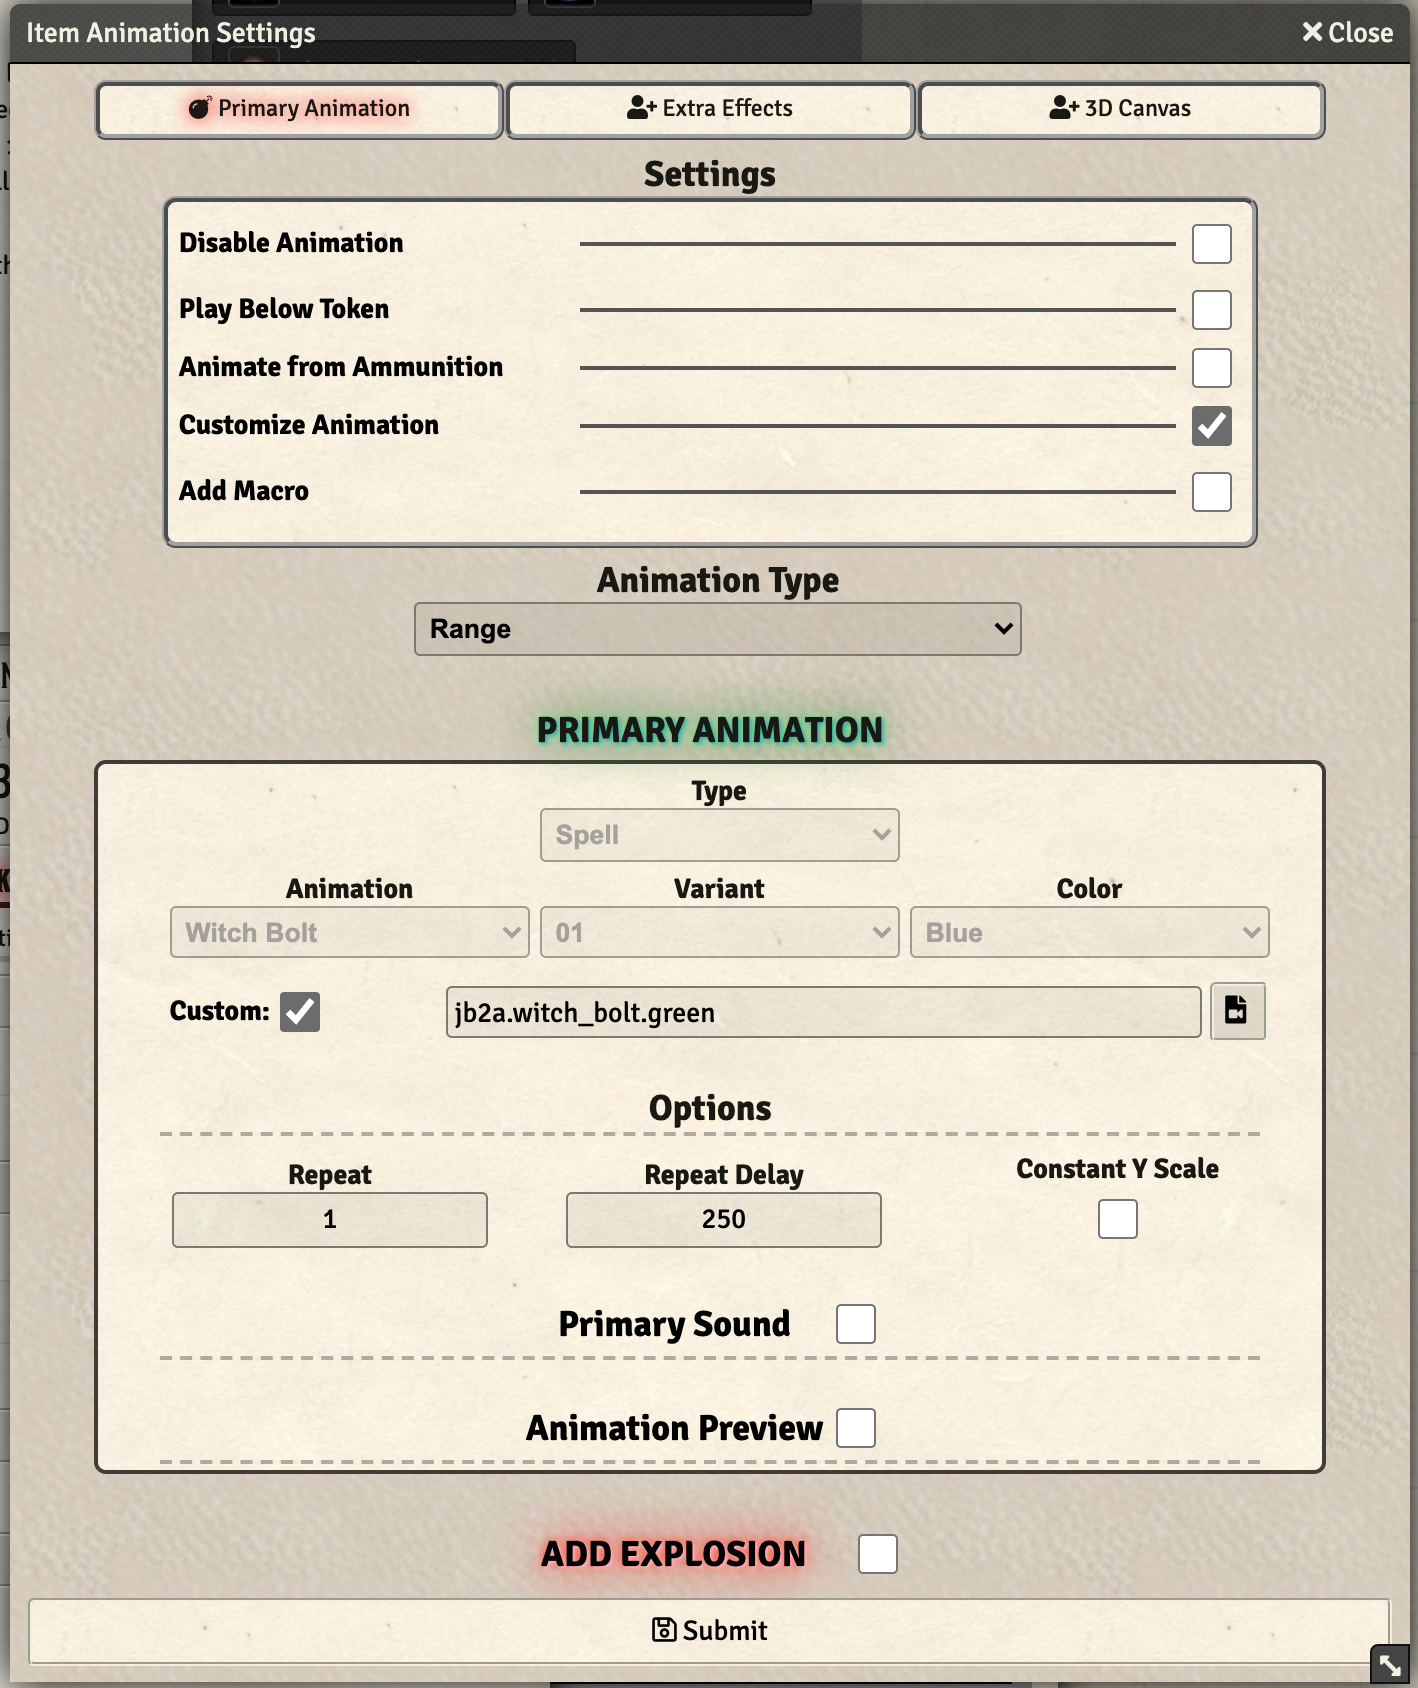 Item Animation Settings
Close
Primary Animation
Extra Effects
3D Canvas
Settings
Disable Animation
Play Below Token
Animate from Ammunition
Customize Animation
Add Macro
Animation Type
Range
PRIMARY ANIMATION
Type
Spell
Animation
Variant
Color
Witch Bolt
01
Blue
Custom:
jb2a.witch_bolt.green
Options
Repeat
Repeat Delay
Constant Y Scale
1
250
Primary Sound
Animation Preview
ADD EXPLOSION
Submit